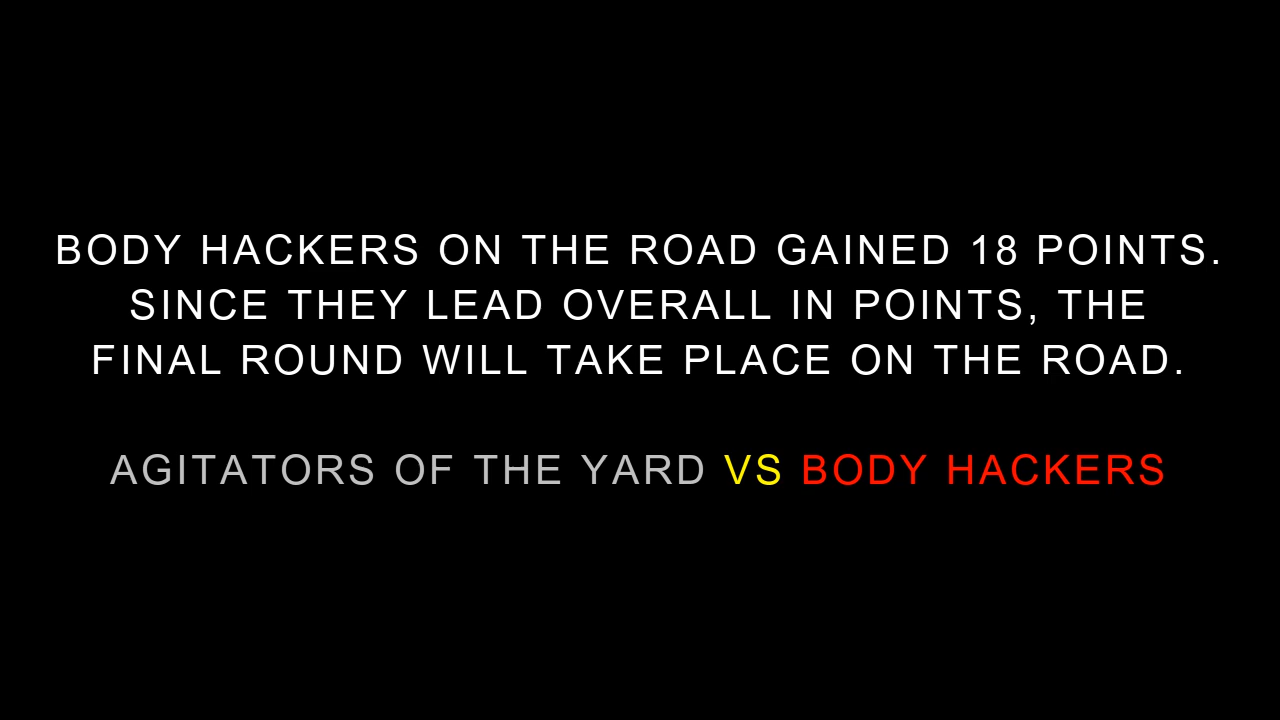 BODY HACKERS ON THE ROAD GAINED 18 POINTS.
SINCE THEY LEAD OVERALL IN POINTS, THE
FINAL ROUND WILL TAKE PLACE ON THE ROAD.
AGITATORS OF THE YARD VS BODY HACKERS